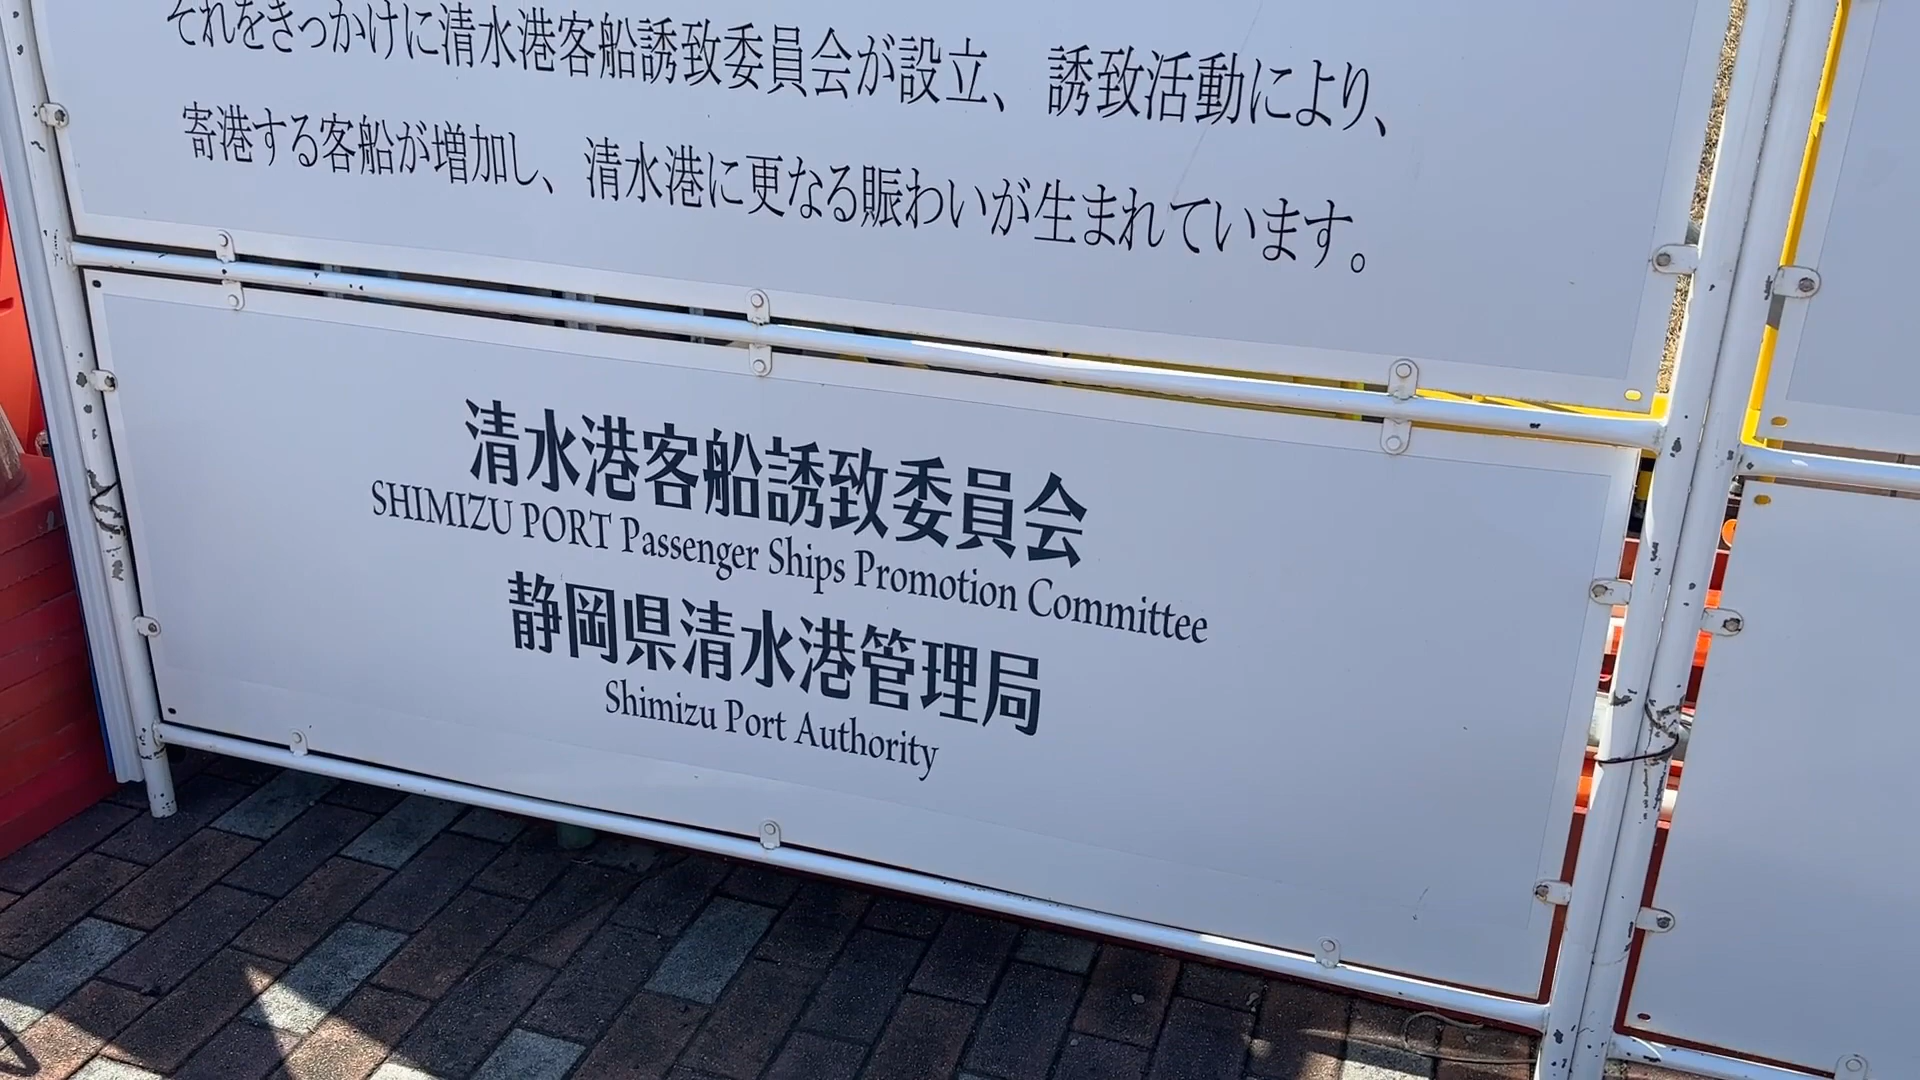 それをきっかけに清水港客船誘致委員会が設立、誘致活動により、
寄港する客船が増加し、清水港に更なる賑わいが生まれています。
清水港客船誘致委員会
SHIMIZU PORT Passenger Ships Promotion Committee
静岡県清水港管理局
Shimizu Port Authority